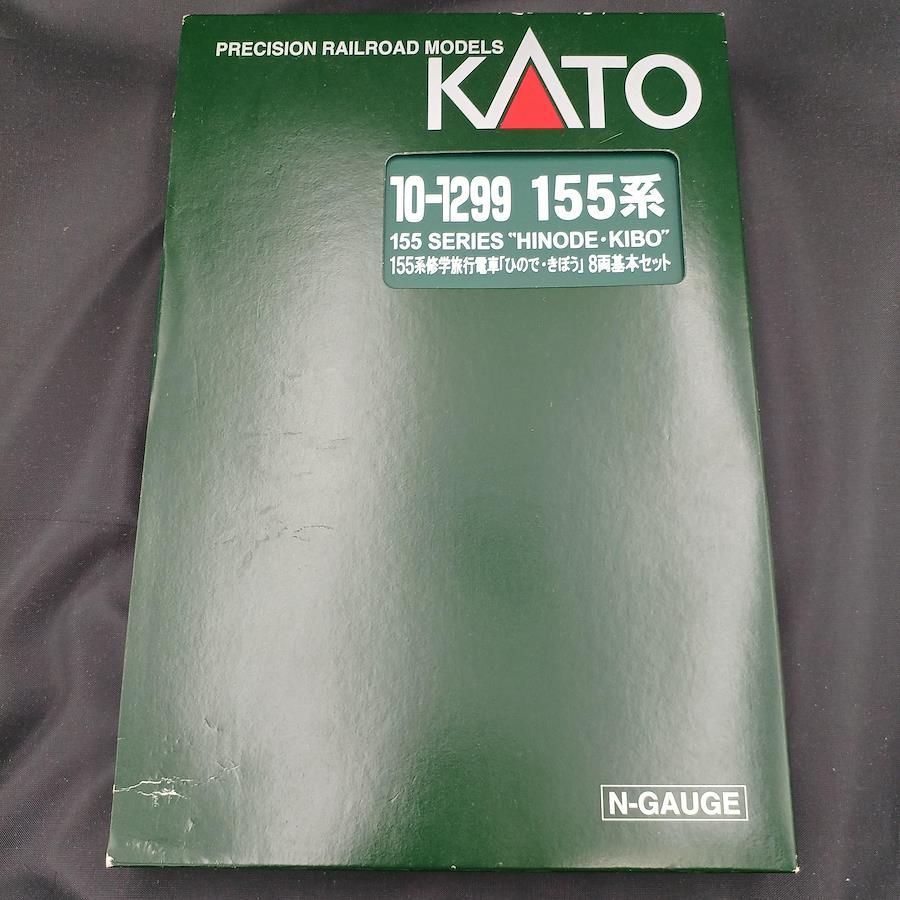 PRECISION RAILROAD MODELS
KATO
10-1299 155系
155 SERIES "HINODE・KIBO"
155系修学旅行電車「ひので・きぼう」 8両基本セット
N-GAUGE